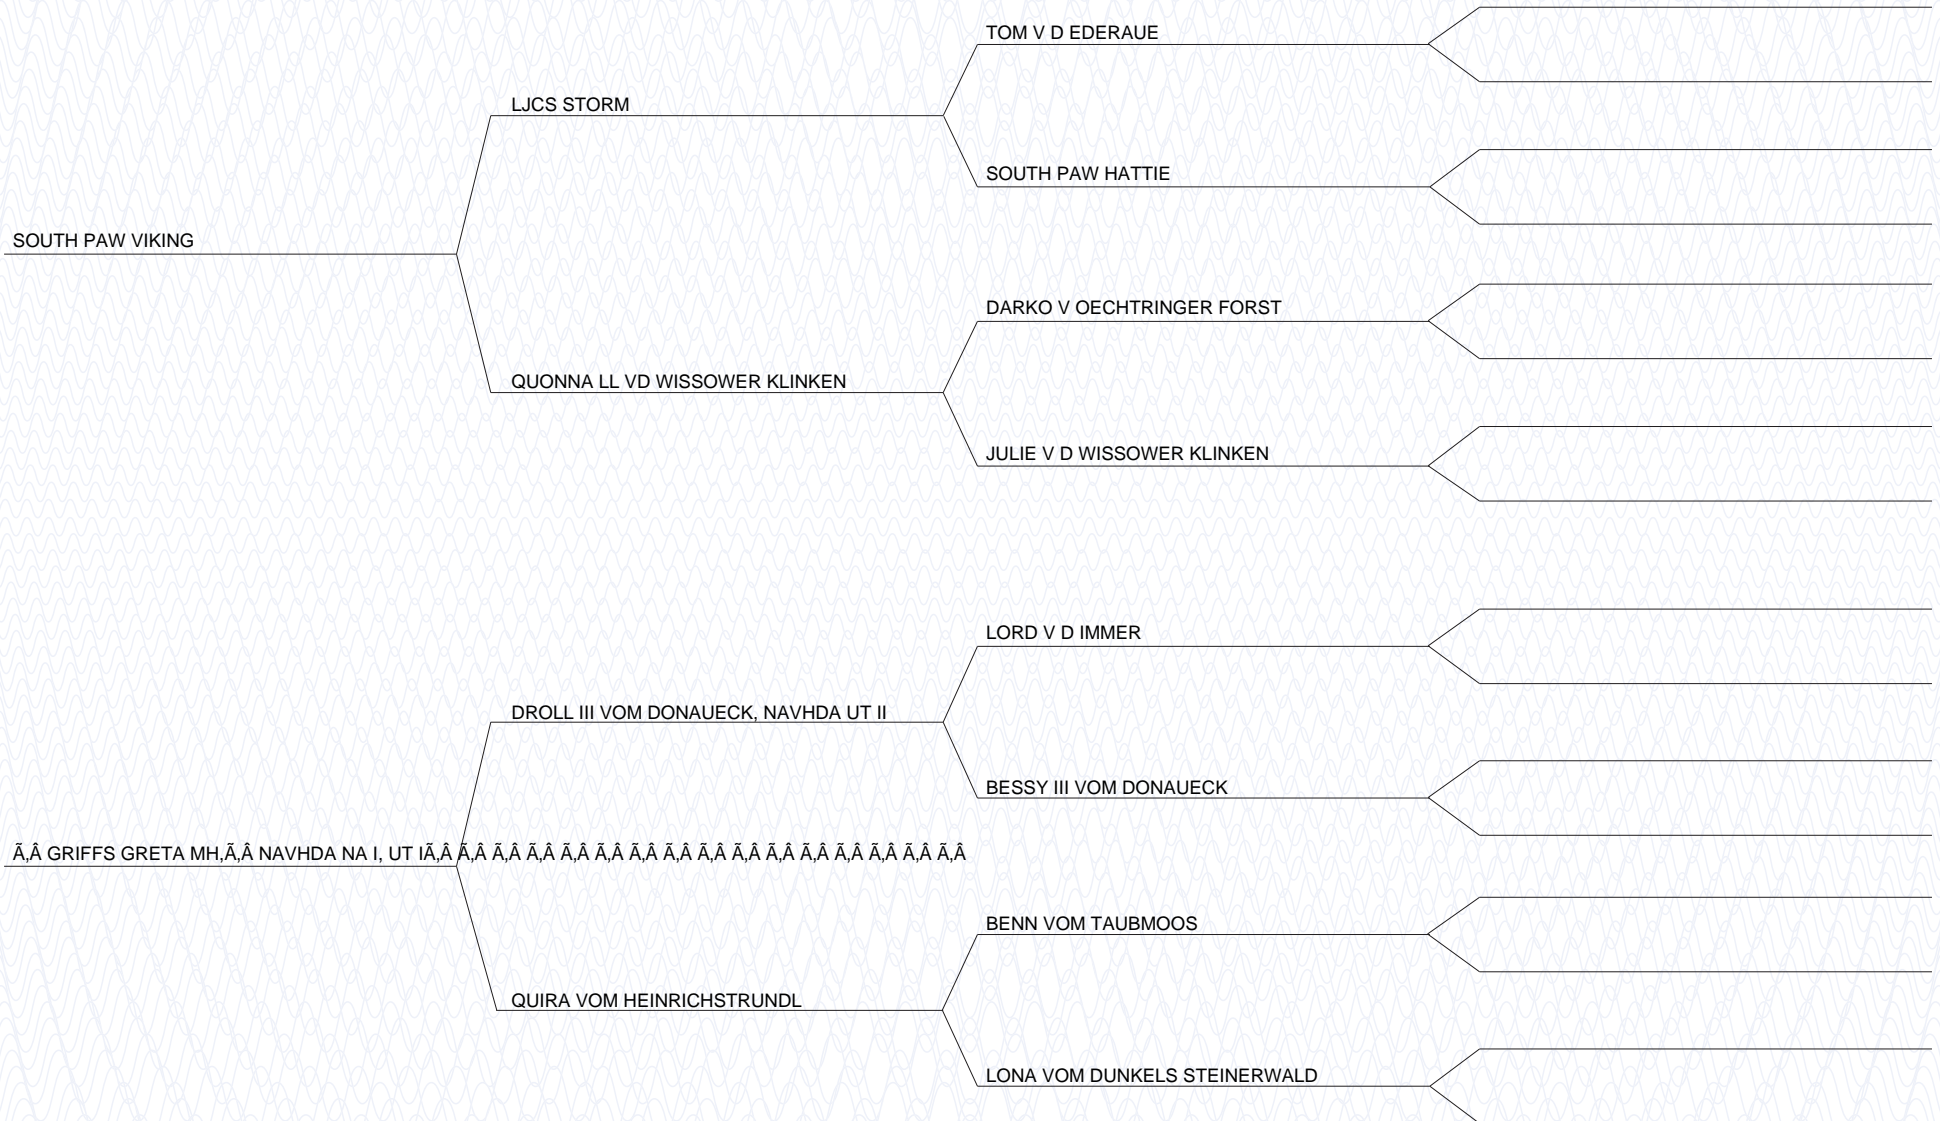 TOM V D EDERAUE
LJCS STORM
SOUTH PAW HATTIE
SOUTH PAW VIKING
DARKO V OECHTRINGER FORST
QUONNA LL VD WISSOWER KLINKEN
JULIE V D WISSOWER KLINKEN
LORD V D IMMER
DROLL III VOM DONAUECK, NAVHDA UT II
BESSY III VOM DONAUECK
Ã,Â GRIFFS GRETA MH,Ã,Â NAVHDA NA I, UT IÃ,Â Ã,Â Ã,Â Ã,Â Ã,Â Ã,Â Ã,Â Ã,Â Ã,Â Ã,Â Ã,Â Ã,Â Ã,Â Ã,Â Ã,Â Ã,Â
BENN VOM TAUBMOOS
QUIRA VOM HEINRICHSTRUNDL
LONA VOM DUNKELS STEINERWALD